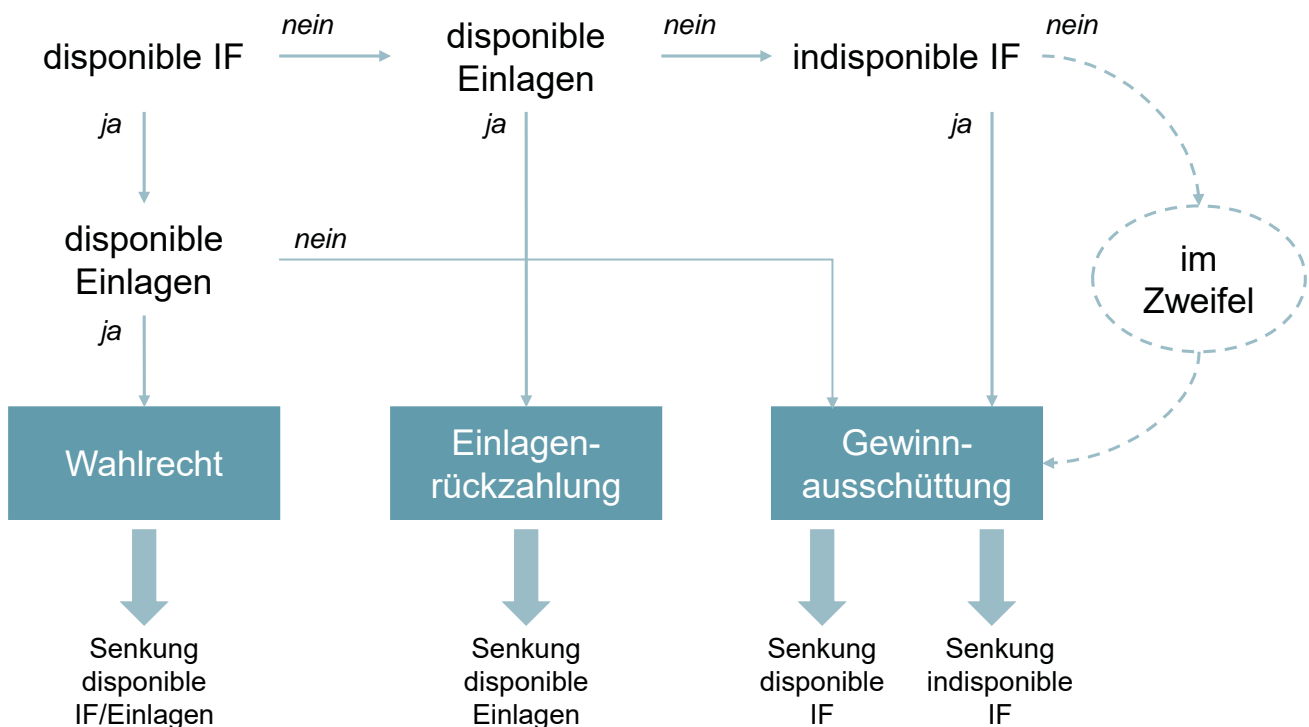 disponible IF
nein
disponible
Einlagen
nein
indisponible IF
nein
ja
ja
ja
disponible
Einlagen
nein
im
Zweifel
ja
Wahlrecht
Einlagen-
rückzahlung
Gewinn-
ausschüttung
Senkung
disponible
IF/Einlagen
Senkung
disponible
Einlagen
Senkung
disponible
IF
Senkung
indisponible
IF